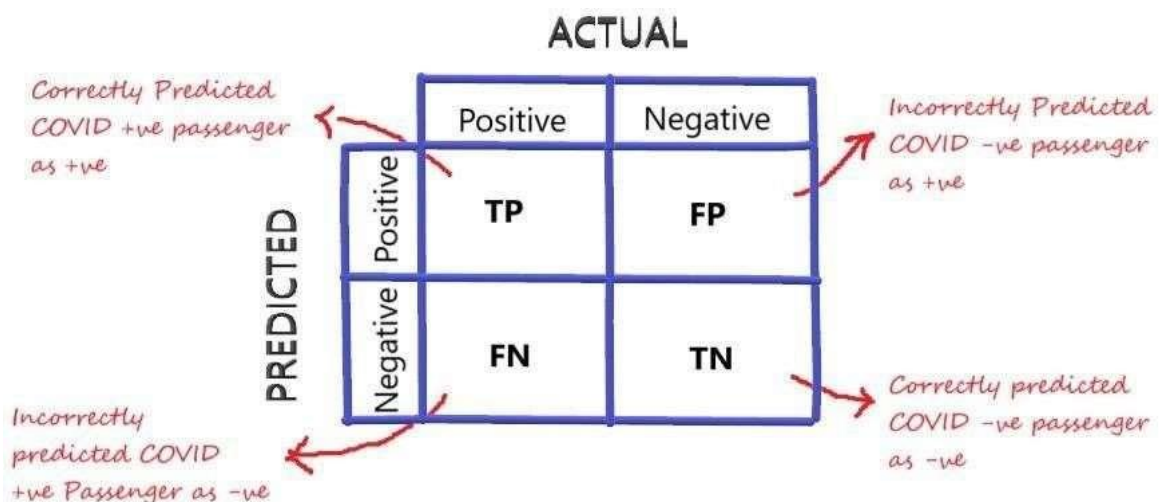 ACTUAL
Correctly Predicted
COVID +ve passenger
as +ve
Positive
Negative
Incorrectly Predicted
COVID -ve passenger
as +ve
PREDICTED
Positive
TP
FP
Negative
FN
TN
Incorrectly
predicted COVID
+ve Passenger as -ve
Correctly predicted
COVID -ve passenger
as -ve